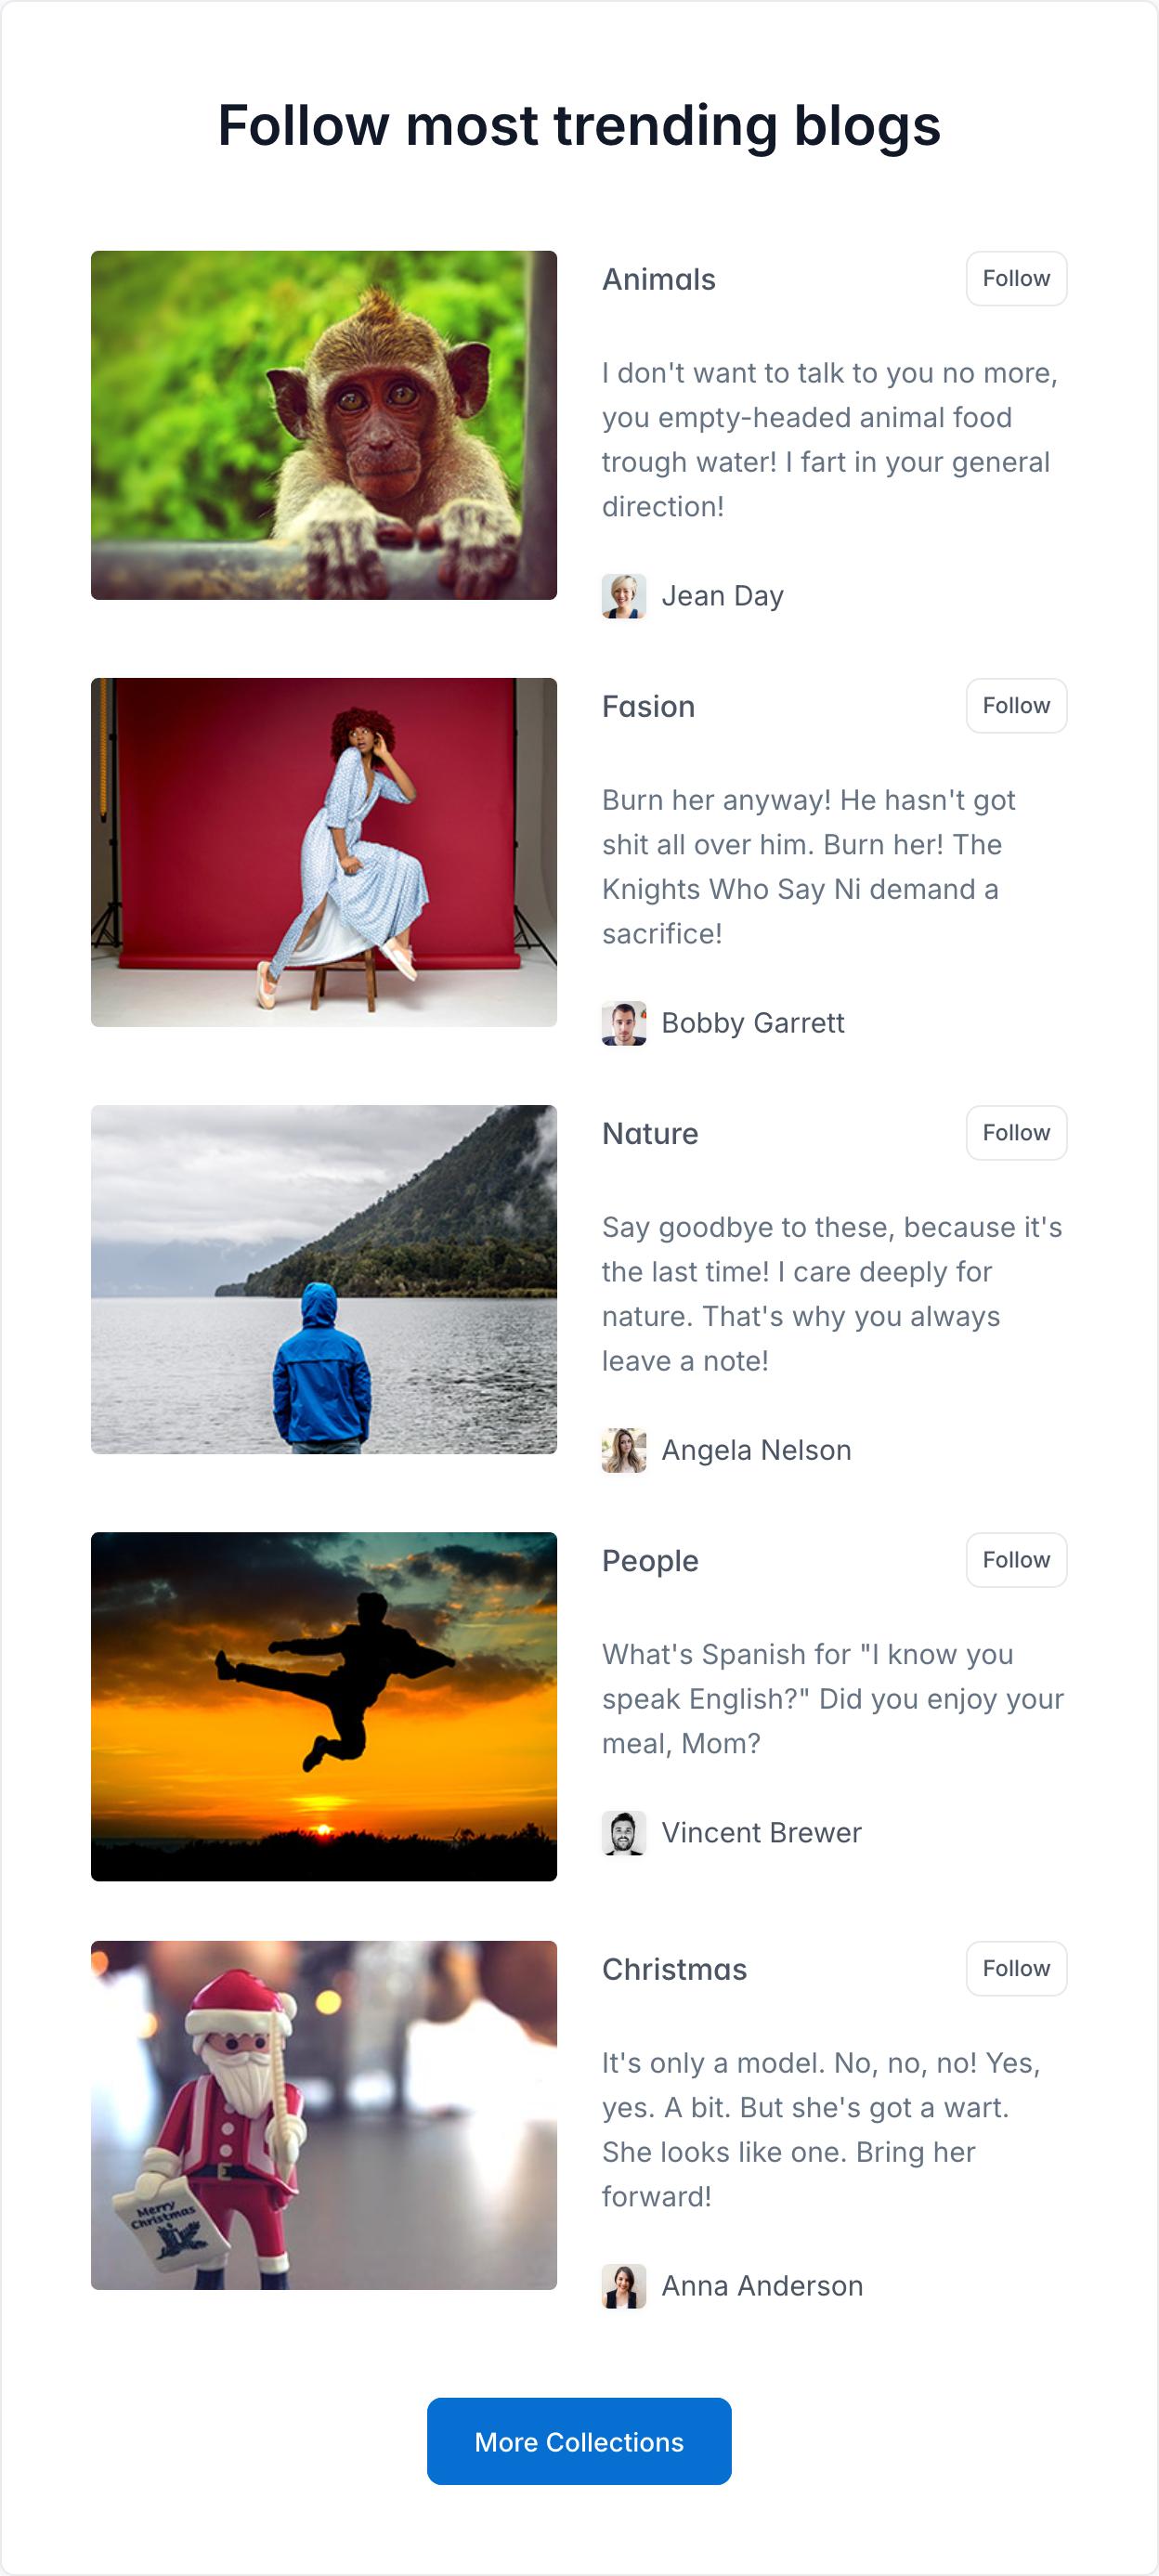 Follow most trending blogs
Animals
Follow
I don't want to talk to you no more,
you empty-headed animal food
trough water! I fart in your general
direction!
Jean Day
Fasion
Follow
Burn her anyway! He hasn't got
shit all over him. Burn her! The
Knights Who Say Ni demand a
sacrifice!
Bobby Garrett
Nature
Follow
Say goodbye to these, because it's
the last time! I care deeply for
nature. That's why you always
leave a note!
Angela Nelson
People
Follow
What's Spanish for "I know you
speak English?" Did you enjoy your
meal, Mom?
Vincent Brewer
Christmas
Follow
It's only a model. No, no, no! Yes,
yes. A bit. But she's got a wart.
She looks like one. Bring her
forward!
Merry
Christmas
Anna Anderson
More Collections